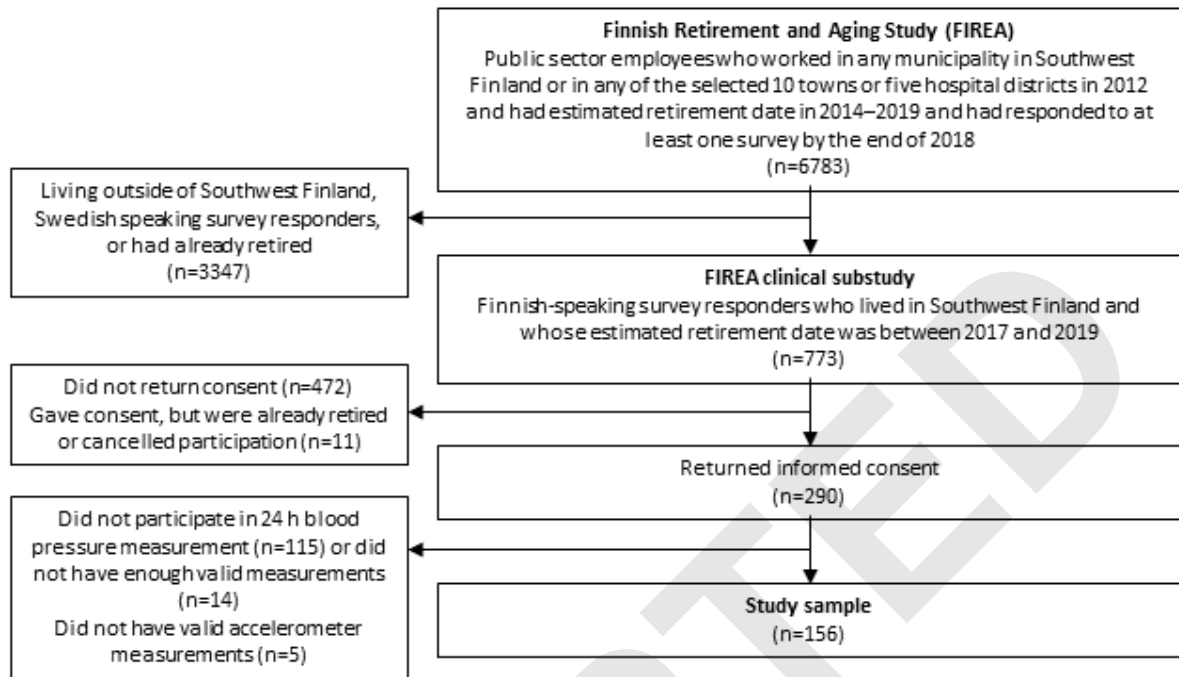 Finnish Retirement and Aging Study (FIREA)
Public sector employees who worked in any municipality in Southwest
Finland or in any of the selected 10 towns or five hospital districts in 2012
and had estimated retirement date in 2014–2019 and had responded to at
least one survey by the end of 2018
(n=6783)
Living outside of Southwest Finland,
Swedish speaking survey responders,
or had already retired
(n=3347)
FIREA clinical substudy
Finnish-speaking survey responders who lived in Southwest Finland and
whose estimated retirement date was between 2017 and 2019
(n=773)
Did not return consent (n=472)
Gave consent, but were already retired
or cancelled participation (n=11)
Returned informed consent
(n=290)
Did not participate in 24 h blood
pressure measurement (n=115) or did
not have enough valid measurements
(n=14)
Did not have valid accelerometer
measurements (n=5)
Study sample
(n=156)
TED